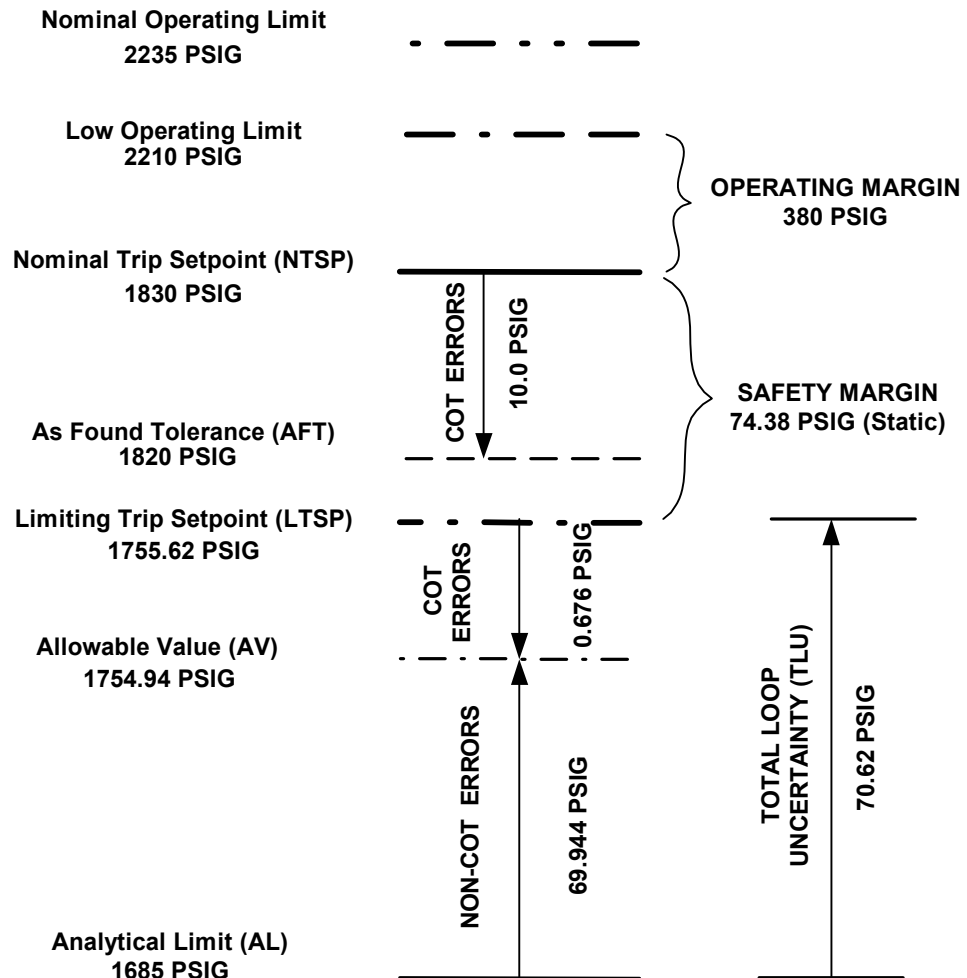 Nominal Operating Limit
2235 PSIG
Low Operating Limit
2210 PSIG
OPERATING MARGIN
380 PSIG
Nominal Trip Setpoint (NTSP)
1830 PSIG
COT ERRORS
10.0 PSIG
SAFETY MARGIN
74.38 PSIG (Static)
As Found Tolerance (AFT)
1820 PSIG
Limiting Trip Setpoint (LTSP)
1755.62 PSIG
COT
ERRORS
0.676 PSIG
Allowable Value (AV)
1754.94 PSIG
NON-COT ERRORS
69.944 PSIG
TOTAL LOOP
UNCERTAINTY (TLU)
70.62 PSIG
Analytical Limit (AL)
1685 PSIG